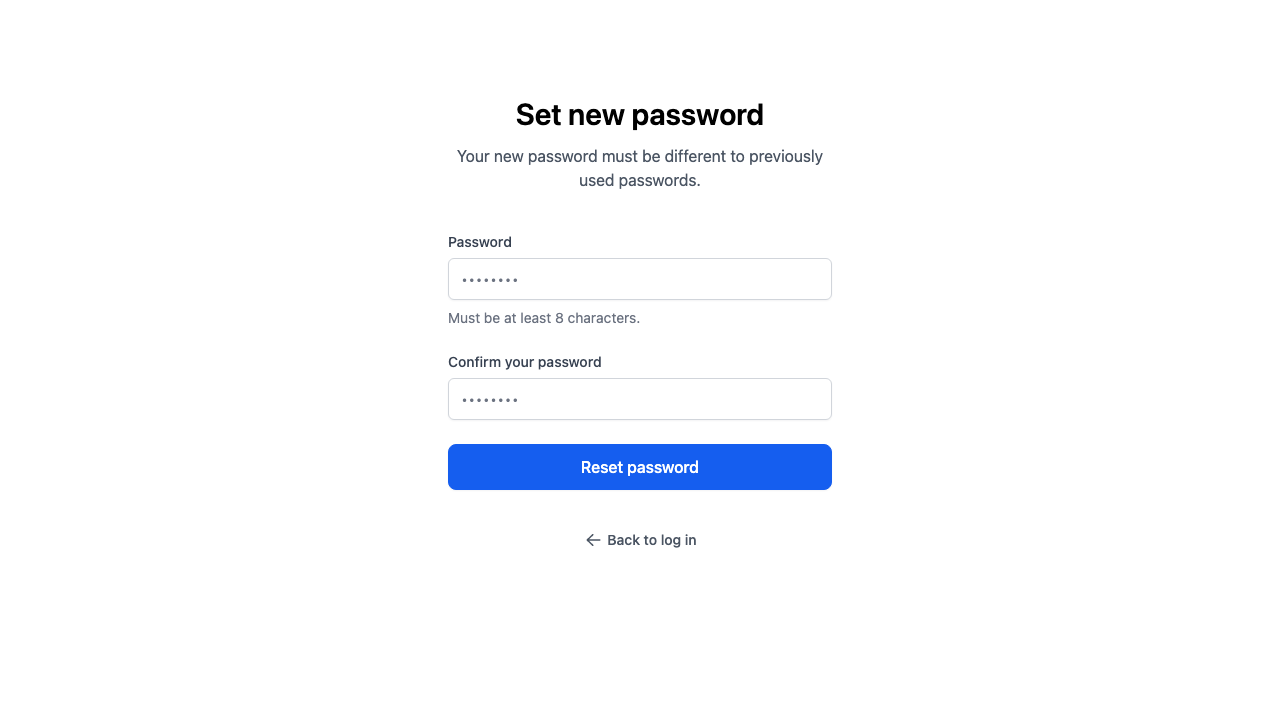 Set new password
Your new password must be different to previously
used passwords.
Password
••••••••
Must be at least 8 characters.
Confirm your password
••••••••
Reset password
Back to log in